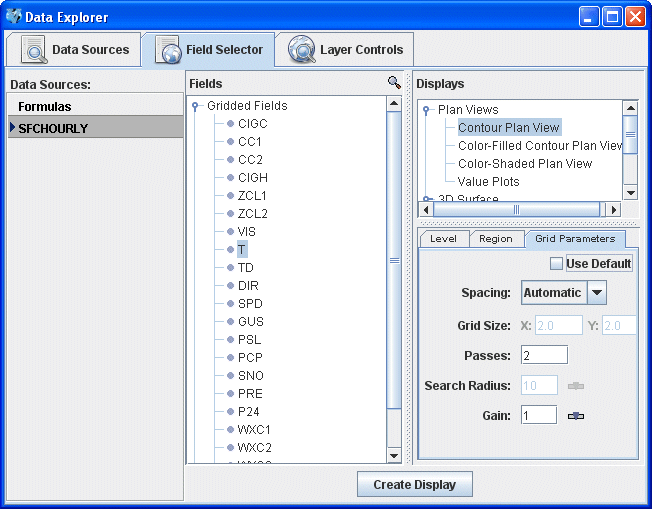 Data Explorer
Data Sources
Field Selector
Layer Controls
Data Sources:
Formulas
SFCHOURLY
Fields
Gridded Fields
CIGC
CC1
CC2
CIGH
ZCL1
ZCL2
VIS
T
TD
DIR
SPD
GUS
PSL
PCP
SNO
PRE
P24
WXC1
WXC2
Displays
Plan Views
Contour Plan View
Color-Filled Contour Plan View
Color-Shaded Plan View
Value Plots
3D Surface
Level
Region
Grid Parameters
Use Default
Spacing: Automatic
Grid Size: X: 2.0 Y: 2.0
Passes: 2
Search Radius: 10
Gain: 1
Create Display